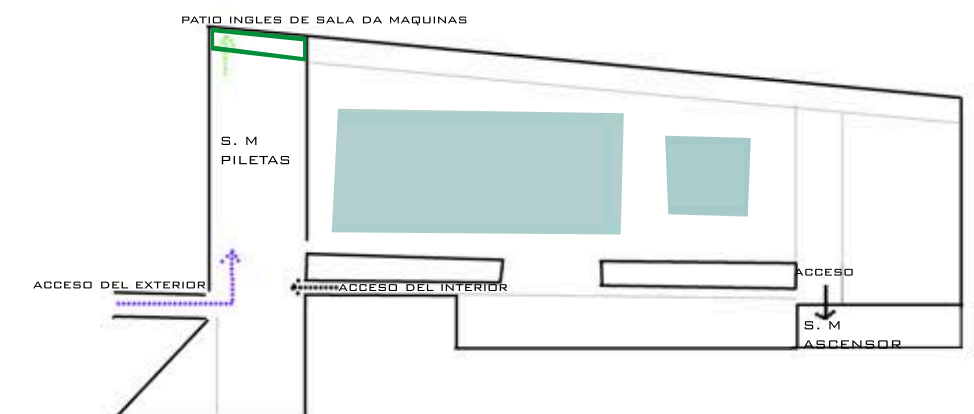 PATIO INGLES DE SALA DA MAQUINAS
S. M
PILETAS
ACCESO
ACCESO DEL EXTERIOR
ACCESO DEL INTERIOR
S. M
ASCENSOR